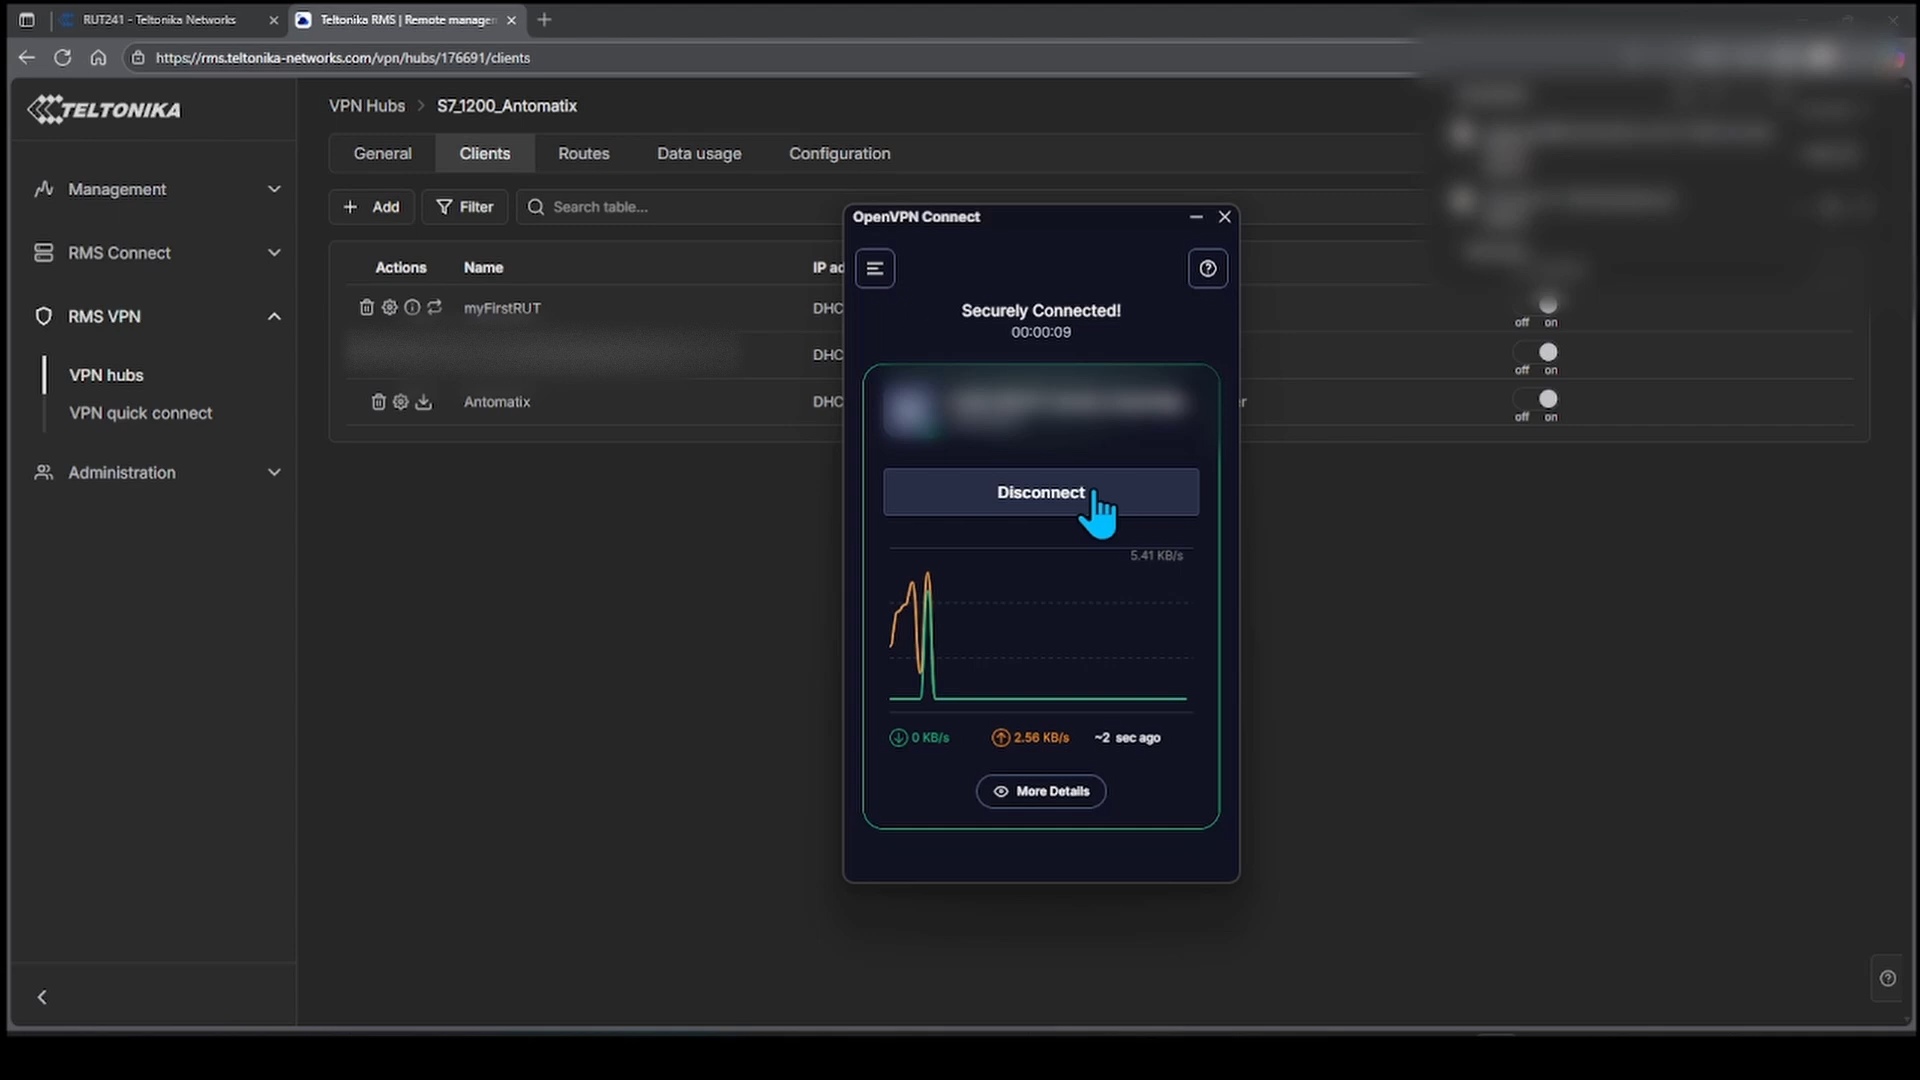 RUT241 - Teltonika Networks
Teltonika RMS | Remote manager
https://rms.teltonika-networks.com/vpn/hubs/176691/clients
TELTONIKA
Management
RMS Connect
RMS VPN
VPN hubs
VPN quick connect
Administration
VPN Hubs > S7_1200_Antomatix
General Clients Routes Data usage Configuration
+ Add Filter Search table...
Actions Name IP ad
myFirstRUT DHC off on
DHC off on
Antomatix DHC er off on
OpenVPN Connect
Securely Connected!
00:00:09
Disconnect
5.41 KB/s
0 KB/s 2.56 KB/s ~2 sec ago
More Details